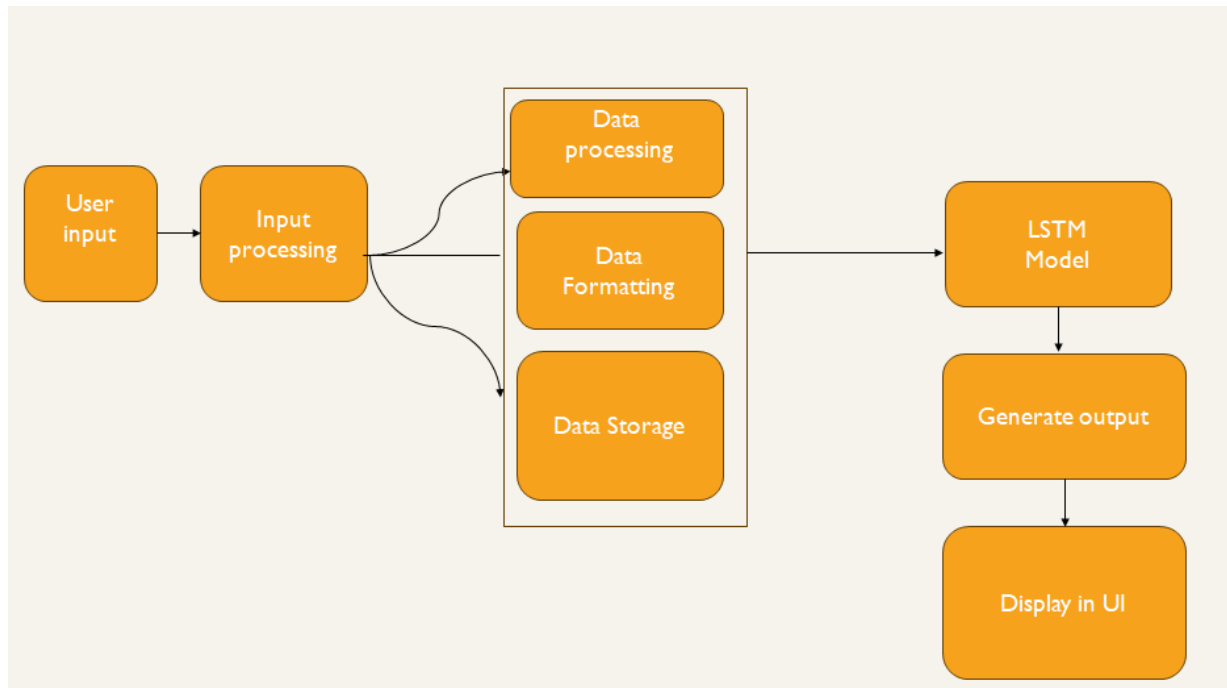 User
input
Input
processing
Data
processing
Data
Formatting
Data Storage
LSTM
Model
Generate output
Display in UI